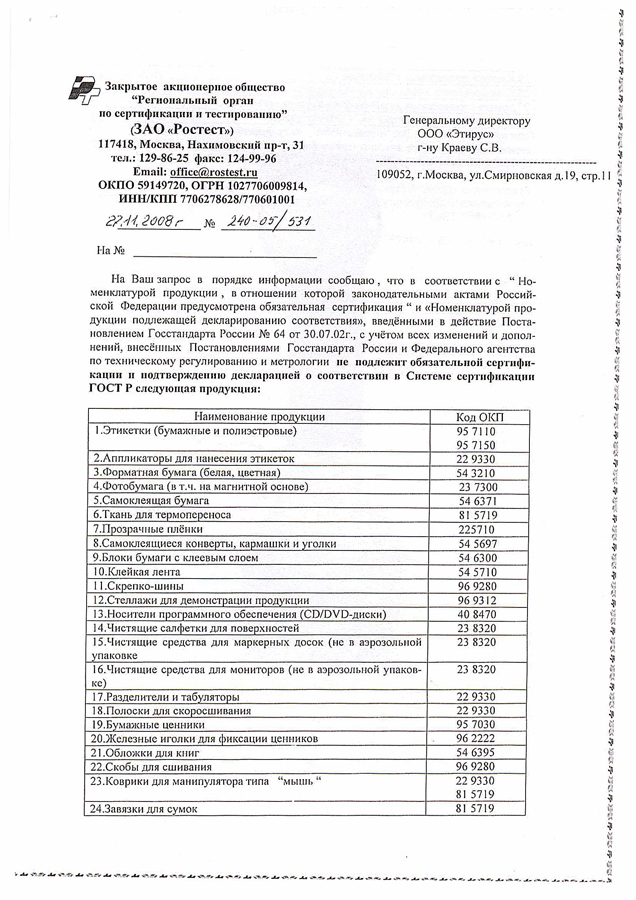 Закрытое акционерное общество
“Региональный орган
по сертификации и тестированию”
(ЗАО «Ростест»)
117418, Москва, Нахимовский пр-т, 31
тел.: 129-86-25 факс: 124-99-96
Email: office@rostest.ru
ОКПО 59149720, ОГРН 1027706009814,
ИНН/КПП 7706278628/770601001
27.11.2008 г № 240-05/531
На №
Генеральному директору
ООО «Этирус»
г-ну Краеву С.В.
109052, г.Москва, ул.Смирновская д.19, стр.11
На Ваш запрос в порядке информации сообщаю , что в соответствии с “ Но-
менклатурой продукции , в отношении которой законодательными актами Россий-
ской Федерации предусмотрена обязательная сертификация “ и «Номенклатурой про-
дукции подлежащей декларированию соответствия», введёнными в действие Поста-
новлением Госстандарта России № 64 от 30.07.02г., с учётом всех изменений и допол-
нений, внесённых Постановлениями Госстандарта России и Федерального агентства
по техническому регулированию и метрологии не подлежит обязательной сертифи-
кации и подтверждению декларацией о соответствии в Системе сертификации
ГОСТ Р следующая продукция:
Наименование продукции Код ОКП
1.Этикетки (бумажные и полиэстровые) 95 7110
95 7150
2.Аппликаторы для нанесения этикеток 22 9330
3.Форматная бумага (белая, цветная) 54 3210
4.Фотобумага (в т.ч. на магнитной основе) 23 7300
5.Самоклеящая бумага 54 6371
6.Ткань для термопереноса 81 5719
7.Прозрачные плёнки 225710
8.Самоклеящиеся конверты, кармашки и уголки 54 5697
9.Блоки бумаги с клеевым слоем 54 6300
10.Клейкая лента 54 5710
11.Скрепко-шины 96 9280
12.Стеллажи для демонстрации продукции 96 9312
13.Носители программного обеспечения (CD/DVD-диски) 40 8470
14.Чистящие салфетки для поверхностей 23 8320
15.Чистящие средства для маркерных досок (не в аэрозольной 23 8320
упаковке
16.Чистящие средства для мониторов (не в аэрозольной упаков- 23 8320
ке)
17.Разделители и табуляторы 22 9330
18.Полоски для скоросшивания 22 9330
19.Бумажные ценники 95 7030
20.Железные иголки для фиксации ценников 96 2222
21.Обложки для книг 54 6395
22.Скобы для сшивания 96 9280
23.Коврики для манипулятора типа “мышь “ 22 9330
81 5719
24.Завязки для сумок 81 5719